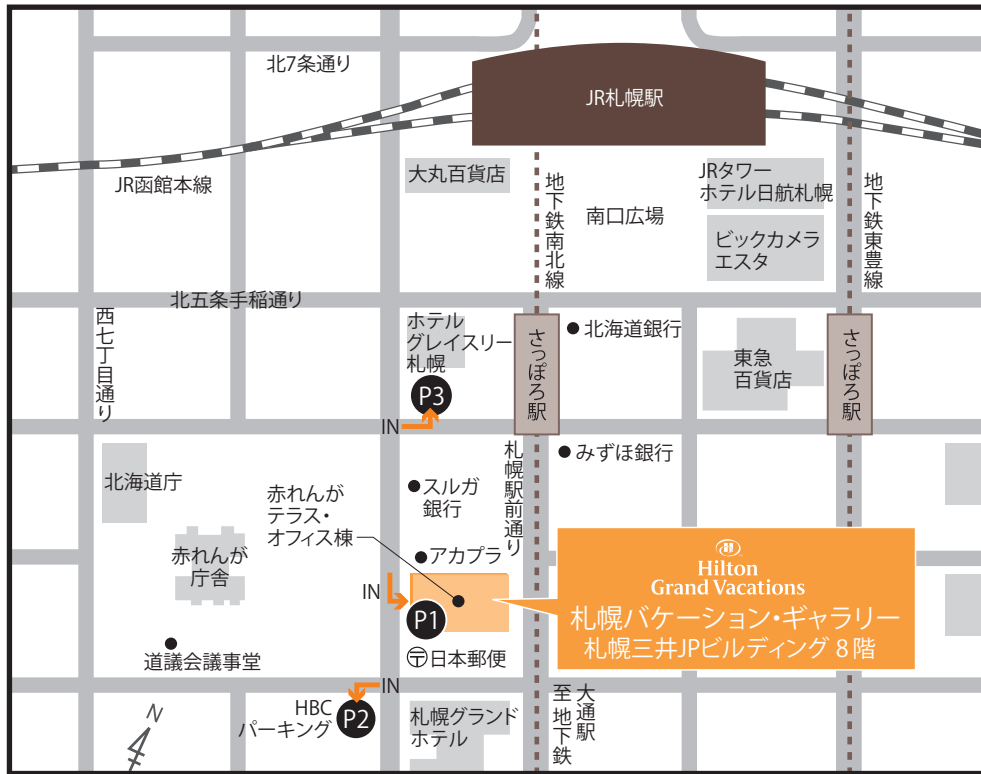 北7条通り
JR札幌駅
JR函館本線
大丸百貨店
地下鉄南北線
南口広場
JRタワー
ホテル日航札幌
ビックカメラ
エスタ
地下鉄東豊線
北五条手稲通り
西七丁目通り
ホテル
グレイスリー
札幌
P3
IN
さっぽろ駅
北海道銀行
東急
百貨店
さっぽろ駅
みずほ銀行
札幌駅前通り
北海道庁
赤れんが
庁舎
道議会議事堂
赤れんが
テラス・
オフィス棟
スルガ
銀行
アカプラ
IN
P1
〒日本郵便
Hilton
Grand Vacations
札幌バケーション・ギャラリー
札幌三井JPビルディング 8階
IN
HBC
パーキング
P2
札幌グランド
ホテル
至 地下鉄
大通駅
N